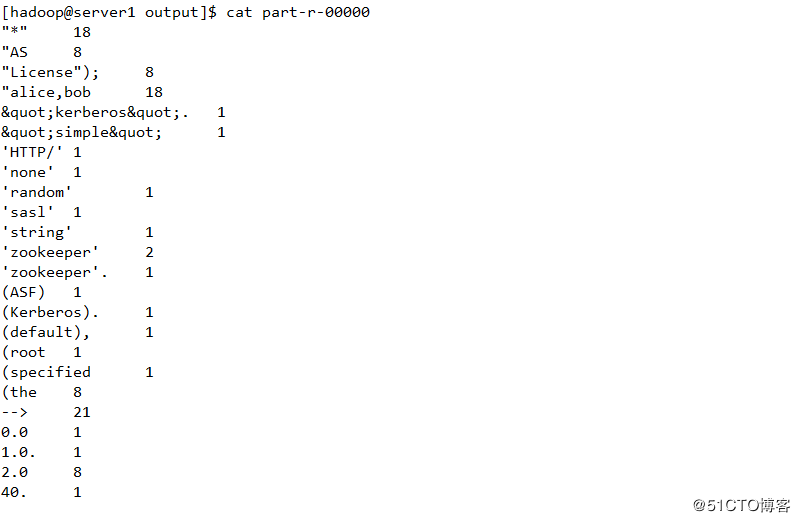 [hadoop@server1 output]$ cat part-r-00000
"*"     18
"AS     8
"License");     8
"alice,bob      18
&quot;kerberos&quot;.   1
&quot;simple&quot;      1
'HTTP/' 1
'none'  1
'random'        1
'sasl'  1
'string'        1
'zookeeper'     2
'zookeeper'.    1
(ASF)   1
(Kerberos).     1
(default),      1
(root   1
(specified      1
(the    8
-->     21
0.0     1
1.0.    1
2.0     8
40.     1
@51CTO博客